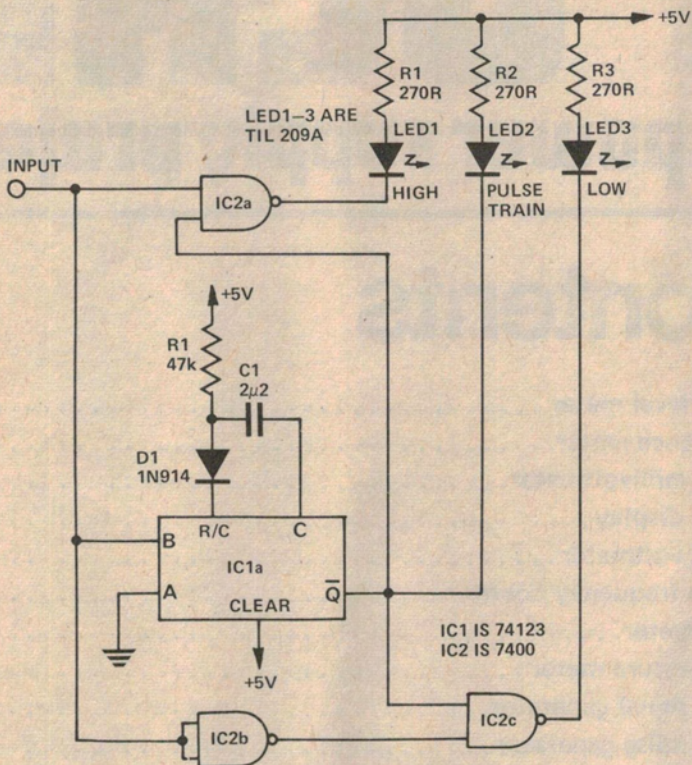 +5V
R1
270R
R2
270R
R3
270R
LED1–3 ARE
TIL 209A
LED1
LED2
LED3
INPUT
IC2a
HIGH
PULSE
TRAIN
LOW
+5V
R1
47k
C1
2µ2
D1
1N914
R/C
C
B
IC1a
A
Q̅
CLEAR
IC1 IS 74123
IC2 IS 7400
+5V
IC2c
IC2b